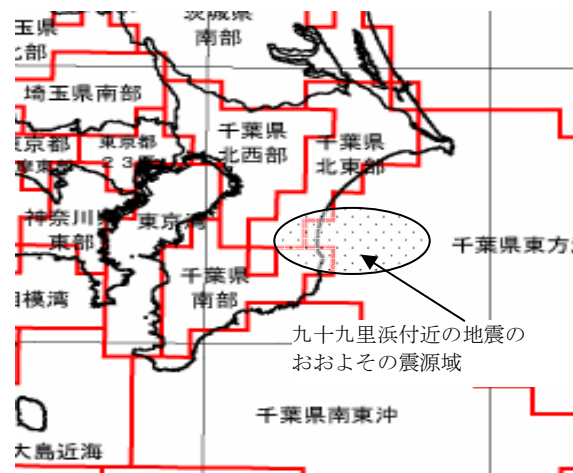 茨城県
南部
玉県
北部
埼玉県南部
千葉県
北西部
千葉県
北東部
東京都
東京都
23
神奈川県
東部
東京湾
千葉県東方
千葉県
南部
相模湾
九十九里浜付近の地震の
おおよその震源域
千葉県南東沖
大島近海